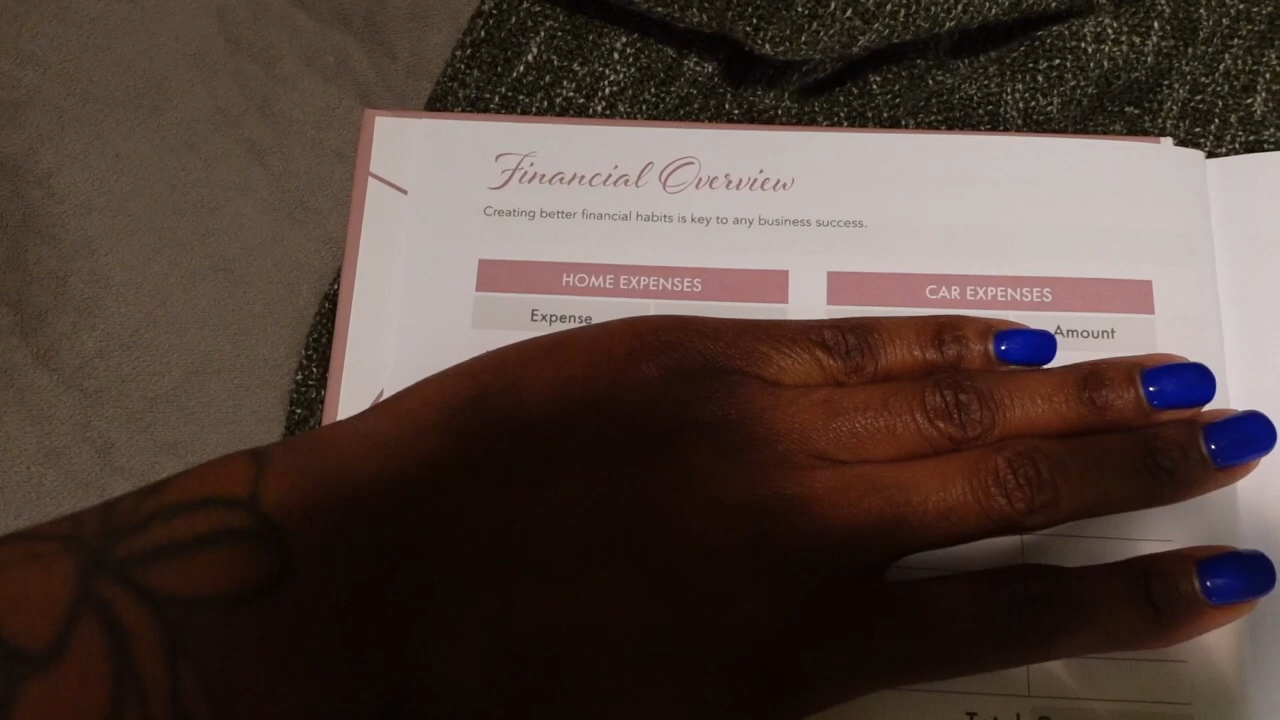 Financial Overview
Creating better financial habits is key to any business success.
HOME EXPENSES
CAR EXPENSES
Expense
Amount